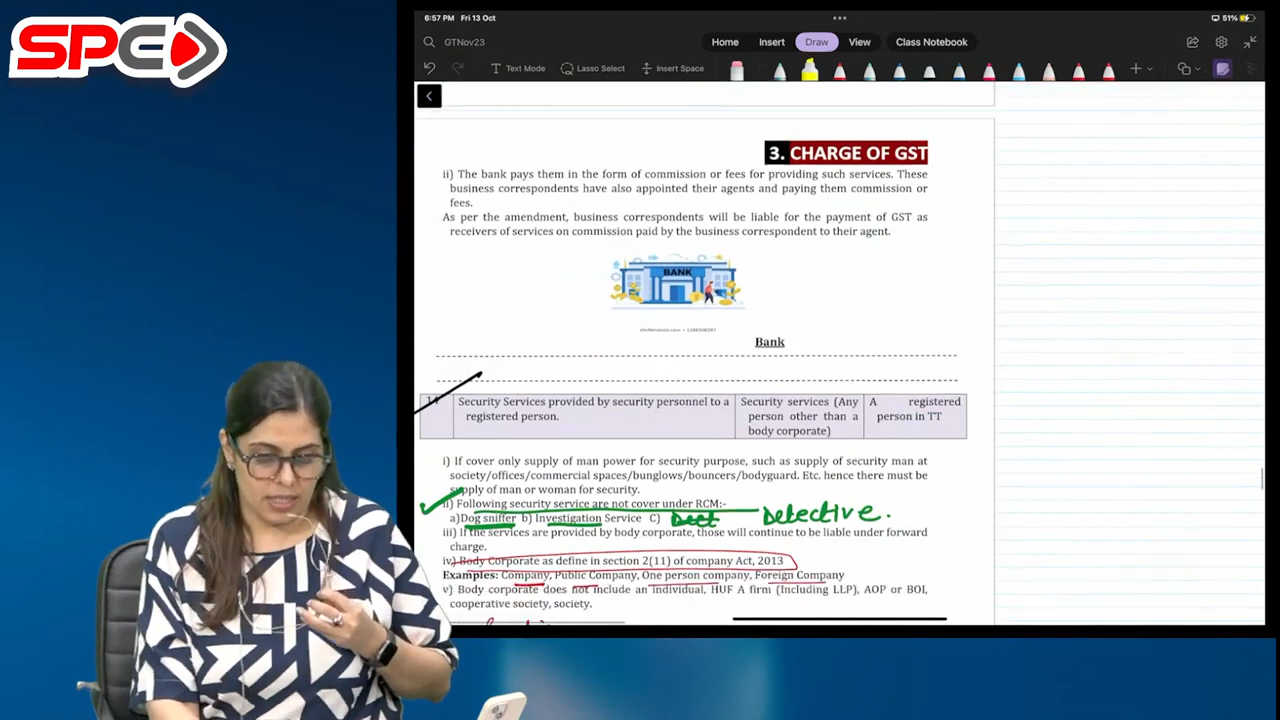 SPC
6:57 PM Fri 13 Oct
51%
GTNov23
Home Insert Draw View Class Notebook
Text Mode Lasso Select Insert Space
3. CHARGE OF GST
ii) The bank pays them in the form of commission or fees for providing such services. These
business correspondents have also appointed their agents and paying them commission or
fees.
As per the amendment, business correspondents will be liable for the payment of GST as
receivers of services on commission paid by the business correspondent to their agent.
BANK
Bank
Security Services provided by security personnel to a registered person.
Security services (Any person other than a body corporate)
A registered person in TT
i) If cover only supply of man power for security purpose, such as supply of security man at
society/offices/commercial spaces/bunglows/bouncers/bodyguard. Etc. hence there must be
supply of man or woman for security.
ii) Following security service are not cover under RCM:-
a)Dog sniffer b) Investigation Service C) Detective.
iii) If the services are provided by body corporate, those will continue to be liable under forward
charge.
iv) Body Corporate as define in section 2(11) of company Act, 2013
Examples: Company, Public Company, One person company, Foreign Company
v) Body corporate does not include an individual, HUF A firm (Including LLP), AOP or BOI,
cooperative society, society.